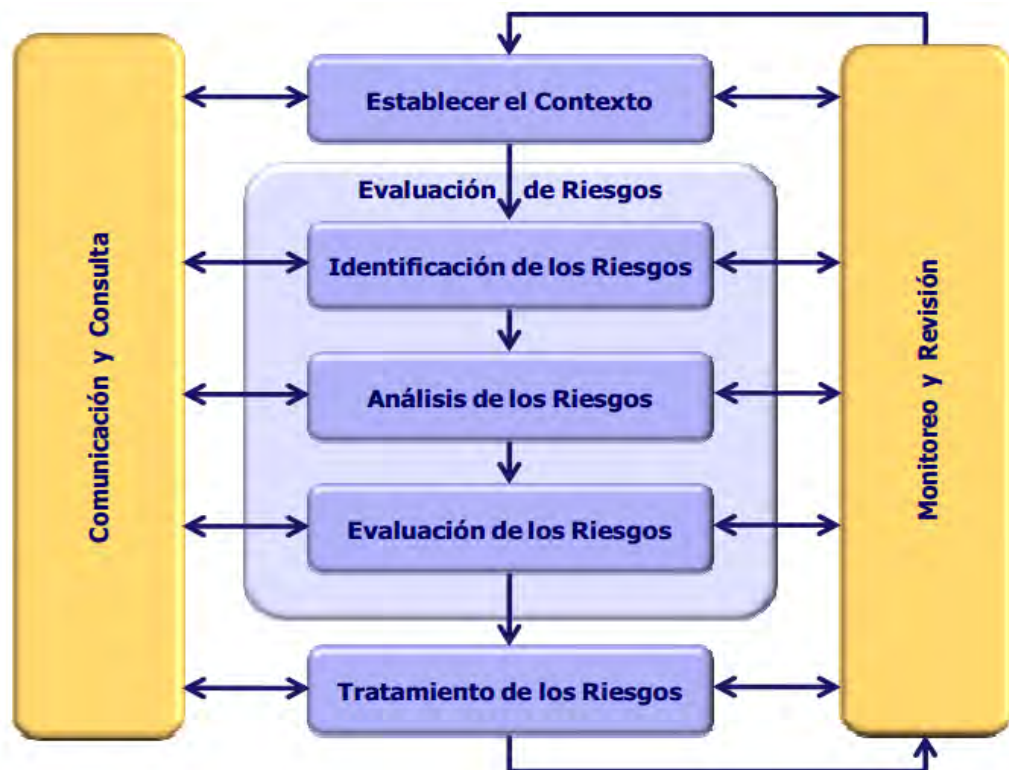 Establecer el Contexto
Evaluación de Riesgos
Identificación de los Riesgos
Análisis de los Riesgos
Evaluación de los Riesgos
Tratamiento de los Riesgos
Comunicación y Consulta
Monitoreo y Revisión